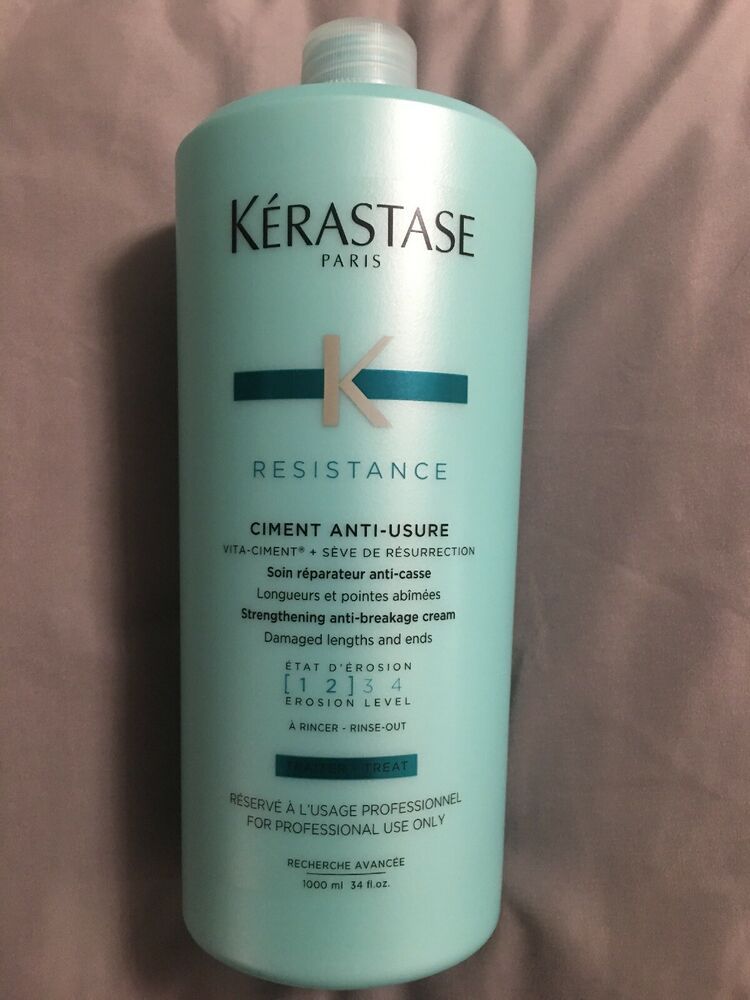 KÉRASTASE
PARIS
K
RESISTANCE
CIMENT ANTI-USURE
VITA-CIMENT® + SÈVE DE RÉSURRECTION
Soin réparateur anti-casse
Longueurs et pointes abîmées
Strengthening anti-breakage cream
Damaged lengths and ends
ÉTAT D'ÉROSION
[1 2] 3 4
EROSION LEVEL
À RINCER - RINSE-OUT
TRAITER - TREAT
RÉSERVÉ À L'USAGE PROFESSIONNEL
FOR PROFESSIONAL USE ONLY
RECHERCHE AVANCÉE
1000 ml 34 fl.oz.